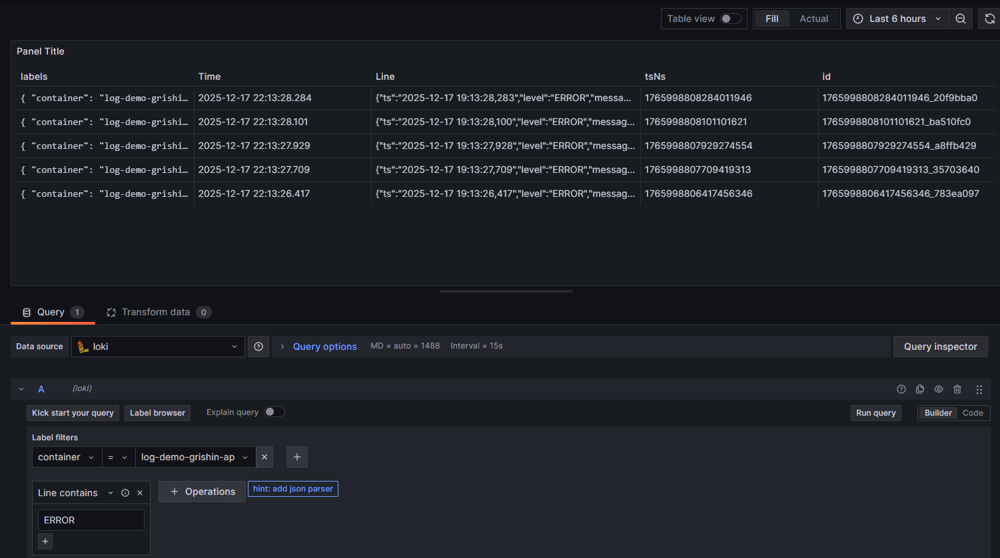 Table view Fill Actual Last 6 hours
Panel Title
labels Time Line tsNs id
{ "container": "log-demo-grishi… 2025-12-17 22:13:28.284 {"ts":"2025-12-17 19:13:28,283","level":"ERROR","messa... 1765998808284011946 1765998808284011946_20f9bba0
{ "container": "log-demo-grishi… 2025-12-17 22:13:28.101 {"ts":"2025-12-17 19:13:28,100","level":"ERROR","messag... 1765998808101101621 1765998808101101621_ba510fc0
{ "container": "log-demo-grishi… 2025-12-17 22:13:27.929 {"ts":"2025-12-17 19:13:27,928","level":"ERROR","messag... 1765998807929274554 1765998807929274554_a8ffb429
{ "container": "log-demo-grishi… 2025-12-17 22:13:27.709 {"ts":"2025-12-17 19:13:27,709","level":"ERROR","messag... 1765998807709419313 1765998807709419313_35703640
{ "container": "log-demo-grishi… 2025-12-17 22:13:26.417 {"ts":"2025-12-17 19:13:26,417","level":"ERROR","messag... 1765998806417456346 1765998806417456346_783ea097
Query 1 Transform data 0
Data source loki Query options MD = auto = 1488 Interval = 15s Query inspector
A (loki)
Kick start your query Label browser Explain query Run query Builder Code
Label filters
container = log-demo-grishin-ap
Line contains + Operations hint: add json parser
ERROR
+